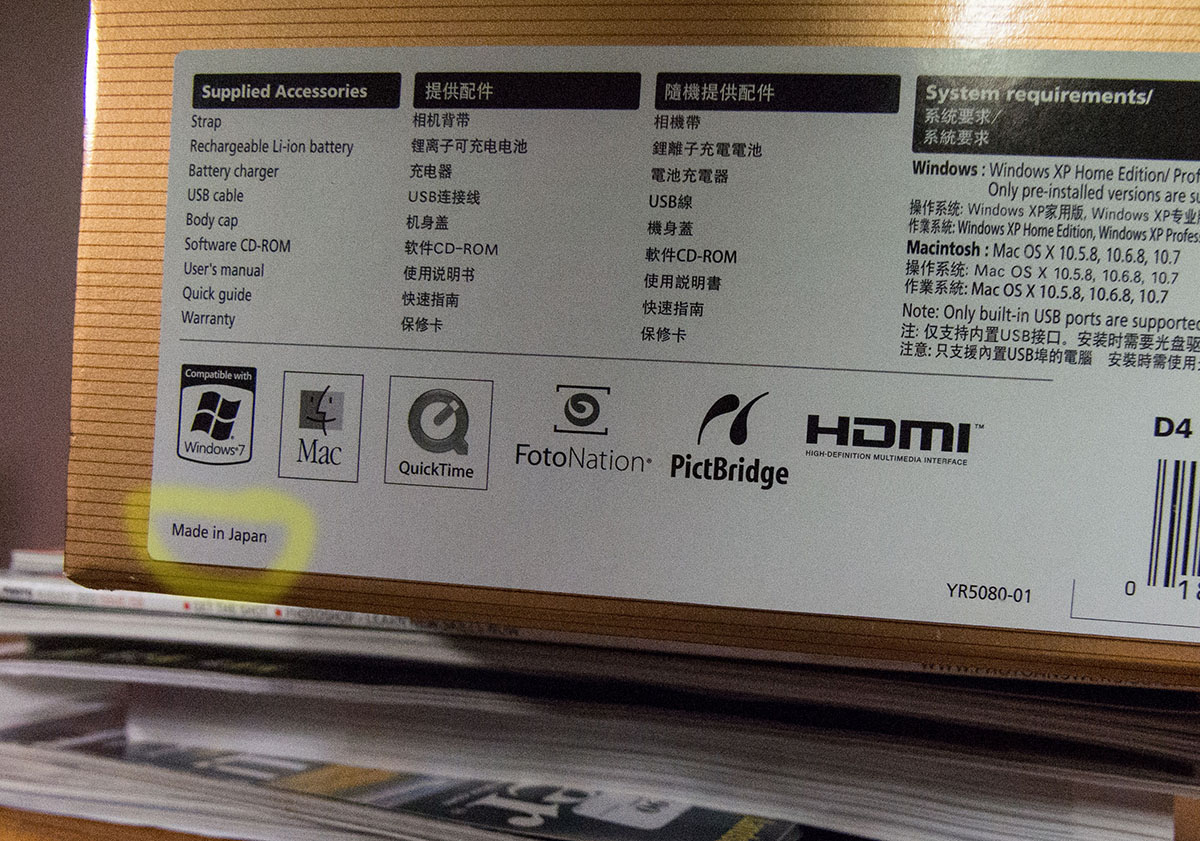 Supplied Accessories
Strap
Rechargeable Li-ion battery
Battery charger
USB cable
Body cap
Software CD-ROM
User's manual
Quick guide
Warranty
提供配件
相机背带
锂离子可充电电池
充电器
USB连接线
机身盖
软件CD-ROM
使用说明书
快速指南
保修卡
隨機提供配件
相機帶
鋰離子充電電池
電池充電器
USB線
機身蓋
軟件CD-ROM
使用說明書
快速指南
保修卡
System requirements/
系统要求/
系統要求
Windows : Windows XP Home Edition/ Prof
Only pre-installed versions are su
操作系统: Windows XP家用版, Windows XP专业版
作業系統: Windows XP Home Edition, Windows XP Profess
Macintosh : Mac OS X 10.5.8, 10.6.8, 10.7
操作系统: Mac OS X 10.5.8, 10.6.8, 10.7
作業系統: Mac OS X 10.5.8, 10.6.8, 10.7
Note: Only built-in USB ports are supported
注: 仅支持内置USB接口。安装时需要光盘驱
注意: 只支援內置USB埠的電腦 安裝時需使用
Compatible with
Windows 7
Mac
QuickTime
FotoNation®
PictBridge
HDMI™
HIGH-DEFINITION MULTIMEDIA INTERFACE
D4
Made in Japan
YR5080-01
0 18